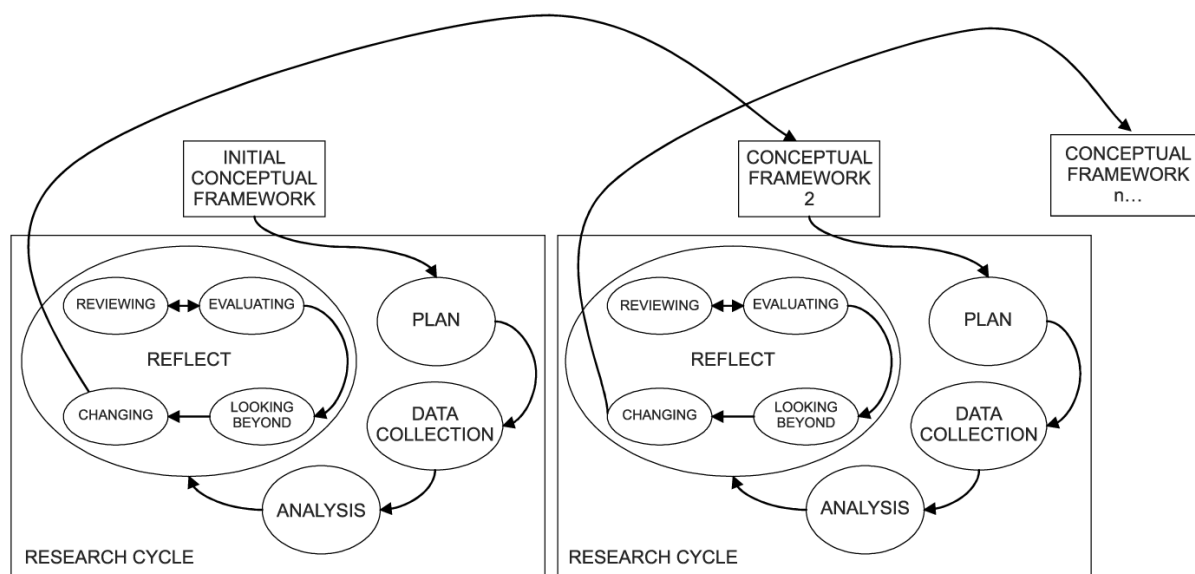 INITIAL
CONCEPTUAL
FRAMEWORK
CONCEPTUAL
FRAMEWORK
2
CONCEPTUAL
FRAMEWORK
n...
REVIEWING
EVALUATING
REFLECT
CHANGING
LOOKING
BEYOND
PLAN
DATA
COLLECTION
ANALYSIS
RESEARCH CYCLE
REVIEWING
EVALUATING
REFLECT
CHANGING
LOOKING
BEYOND
PLAN
DATA
COLLECTION
ANALYSIS
RESEARCH CYCLE